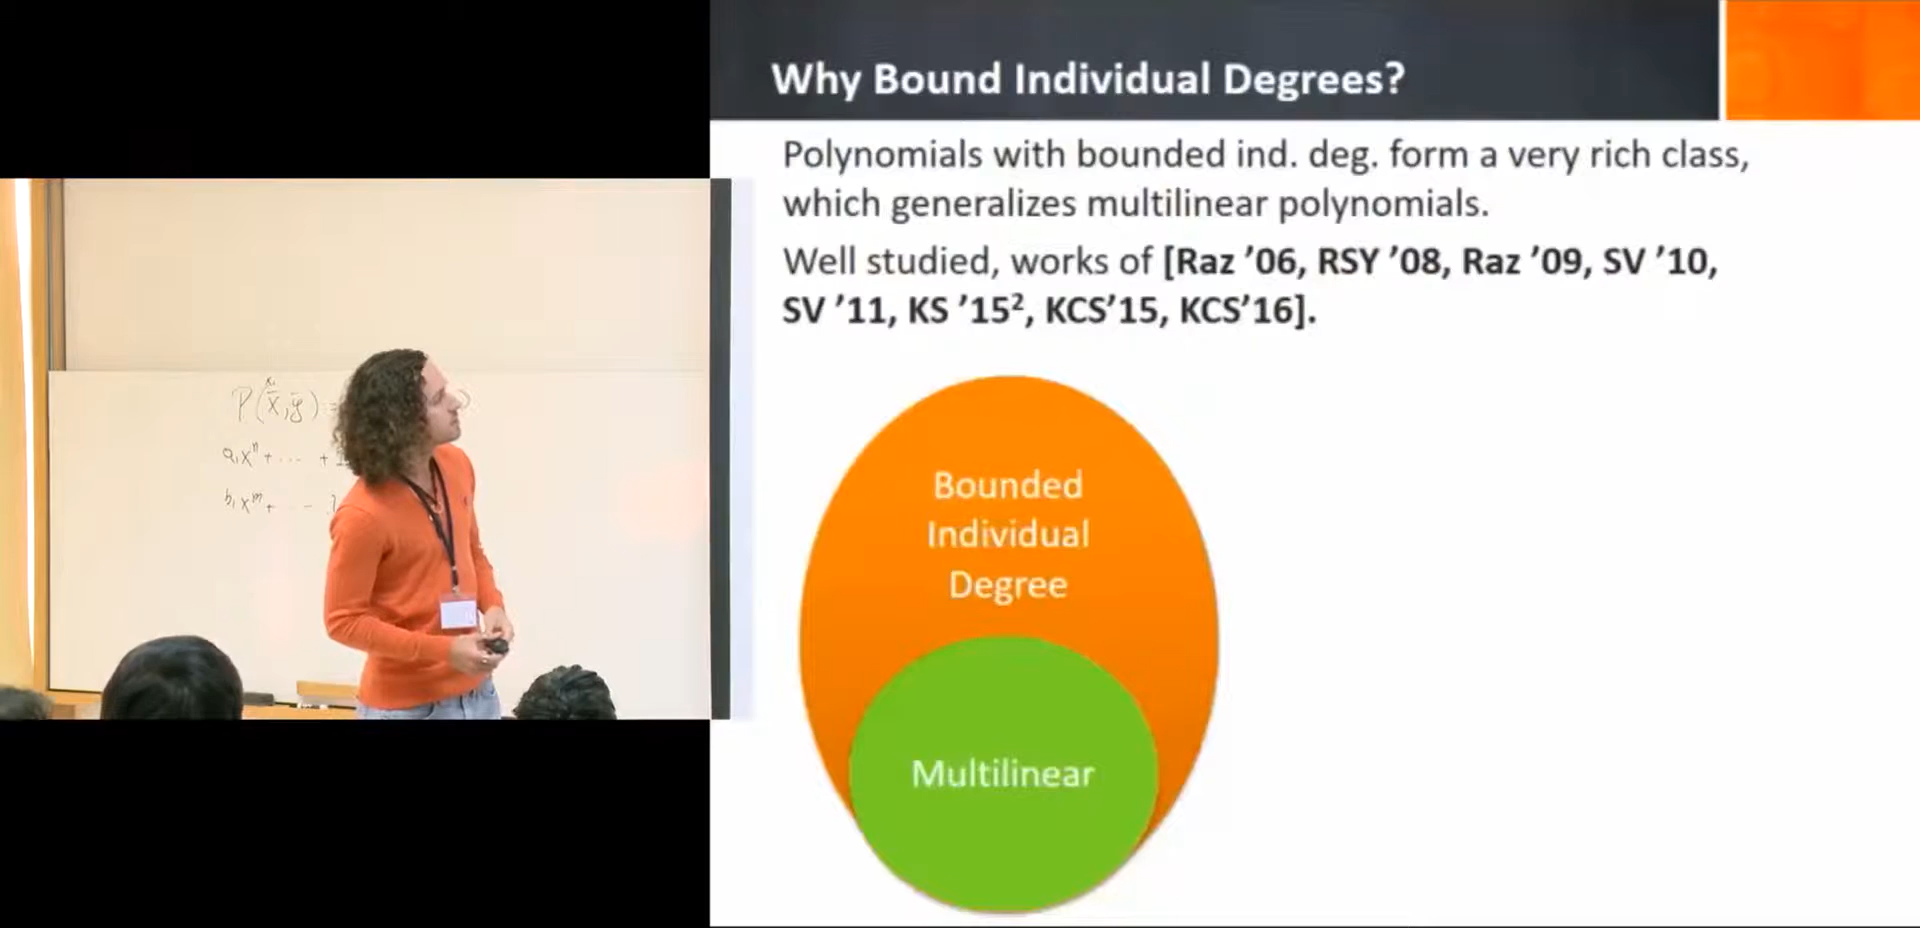 Why Bound Individual Degrees?
Polynomials with bounded ind. deg. form a very rich class,
which generalizes multilinear polynomials.
Well studied, works of [Raz ’06, RSY ’08, Raz ’09, SV ’10,
SV ’11, KS ’15², KCS’15, KCS’16].
Bounded
Individual
Degree
Multilinear
P(x̄,ȳ) =
a₁xⁿ + ... +
b₁xᵐ + ...